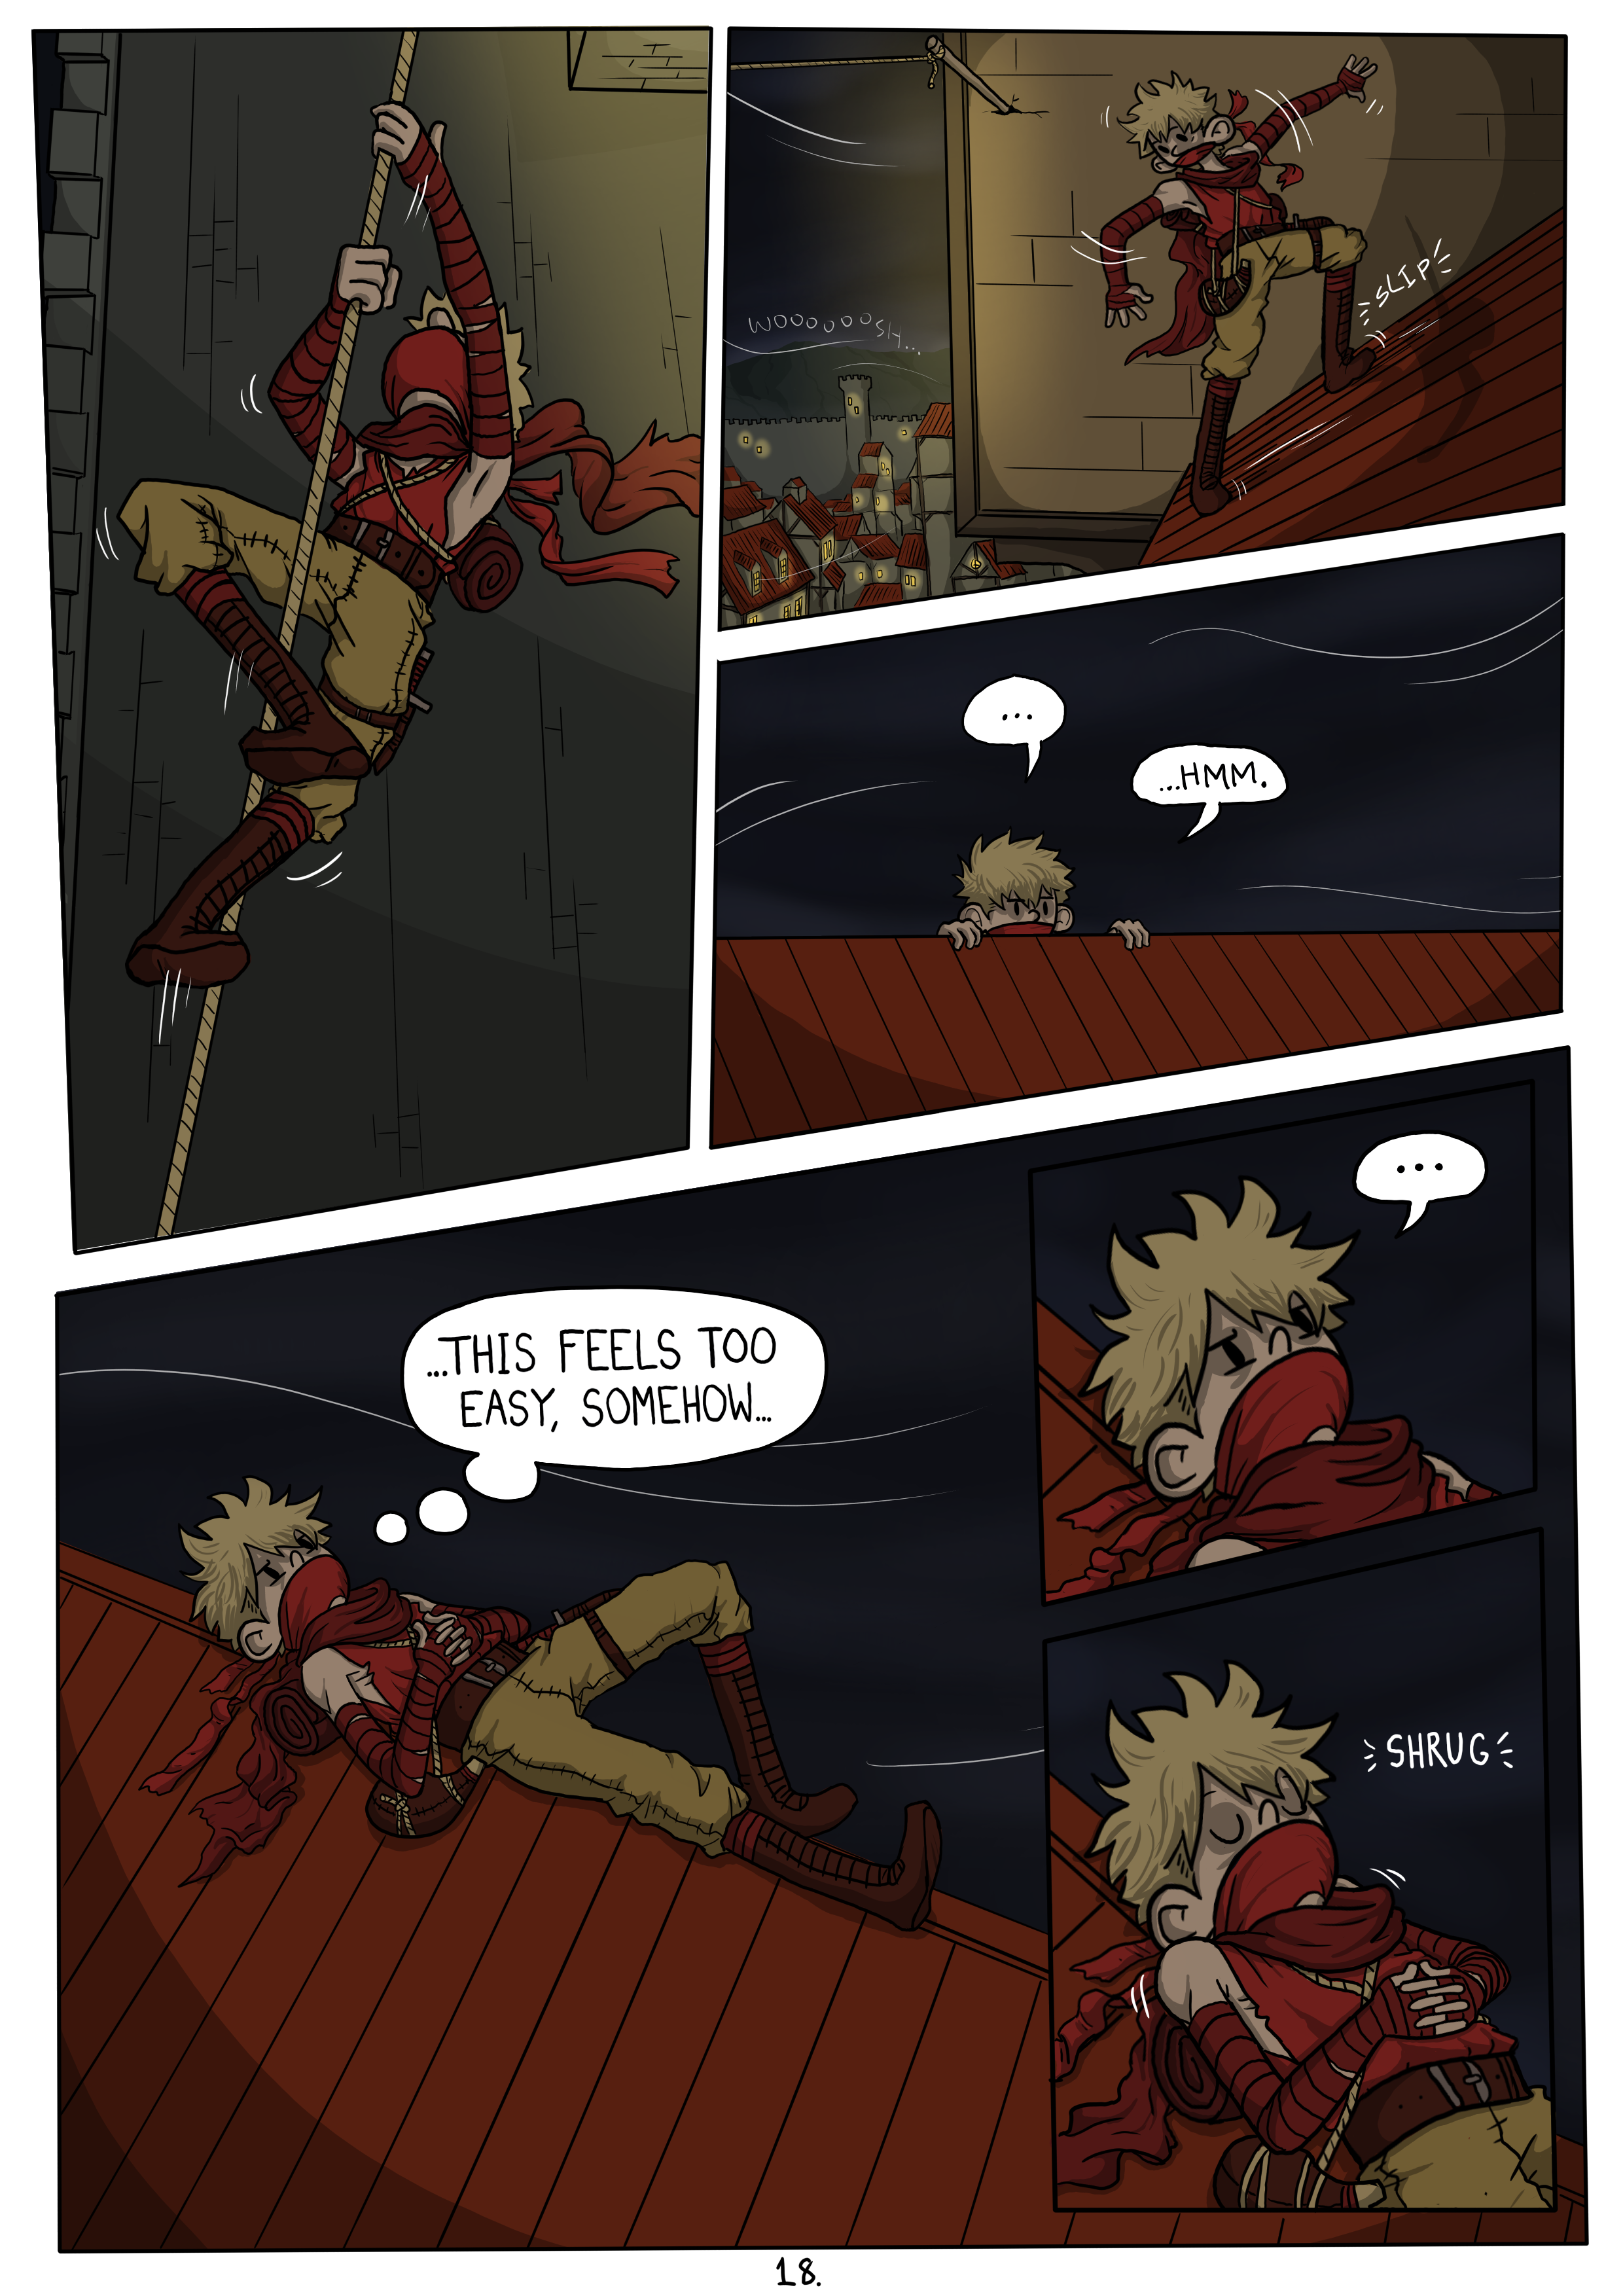 WOOOOOOSH...
SLIP
...
...HMM.
...THIS FEELS TOO
EASY, SOMEHOW...
...
SHRUG
18.